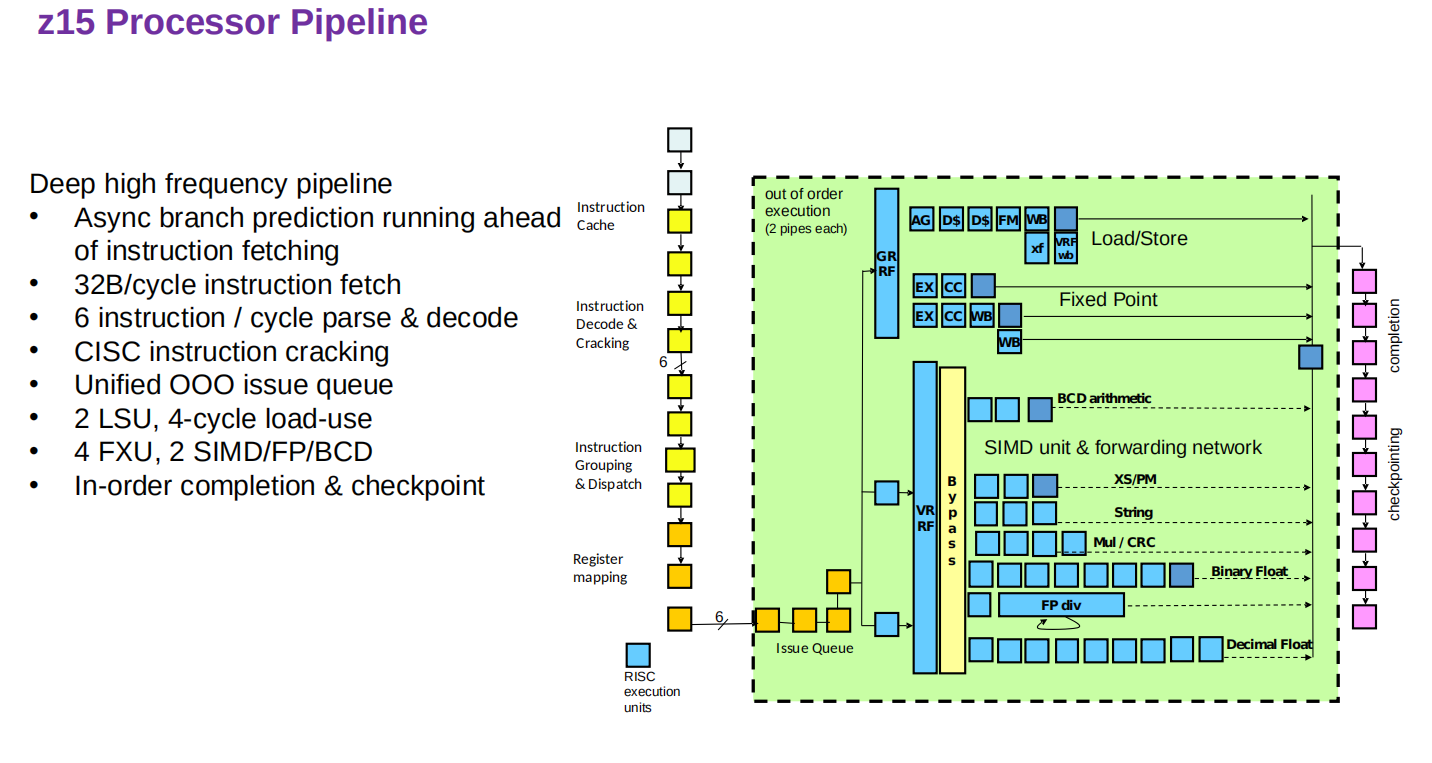 z15 Processor Pipeline
Deep high frequency pipeline
• Async branch prediction running ahead
of instruction fetching
• 32B/cycle instruction fetch
• 6 instruction / cycle parse & decode
• CISC instruction cracking
• Unified OOO issue queue
• 2 LSU, 4-cycle load-use
• 4 FXU, 2 SIMD/FP/BCD
• In-order completion & checkpoint
Instruction
Cache
Instruction
Decode &
Cracking
6
Instruction
Grouping
& Dispatch
Register
mapping
6
RISC
execution
units
Issue Queue
out of order
execution
(2 pipes each)
GR
RF
AG D$ D$ FM WB
xf VRF
wb
Load/Store
EX CC
Fixed Point
EX CC WB
WB
VR
RF
B
y
p
a
s
s
BCD arithmetic
SIMD unit & forwarding network
XS/PM
String
Mul / CRC
Binary Float
FP div
Decimal Float
completion
checkpointing